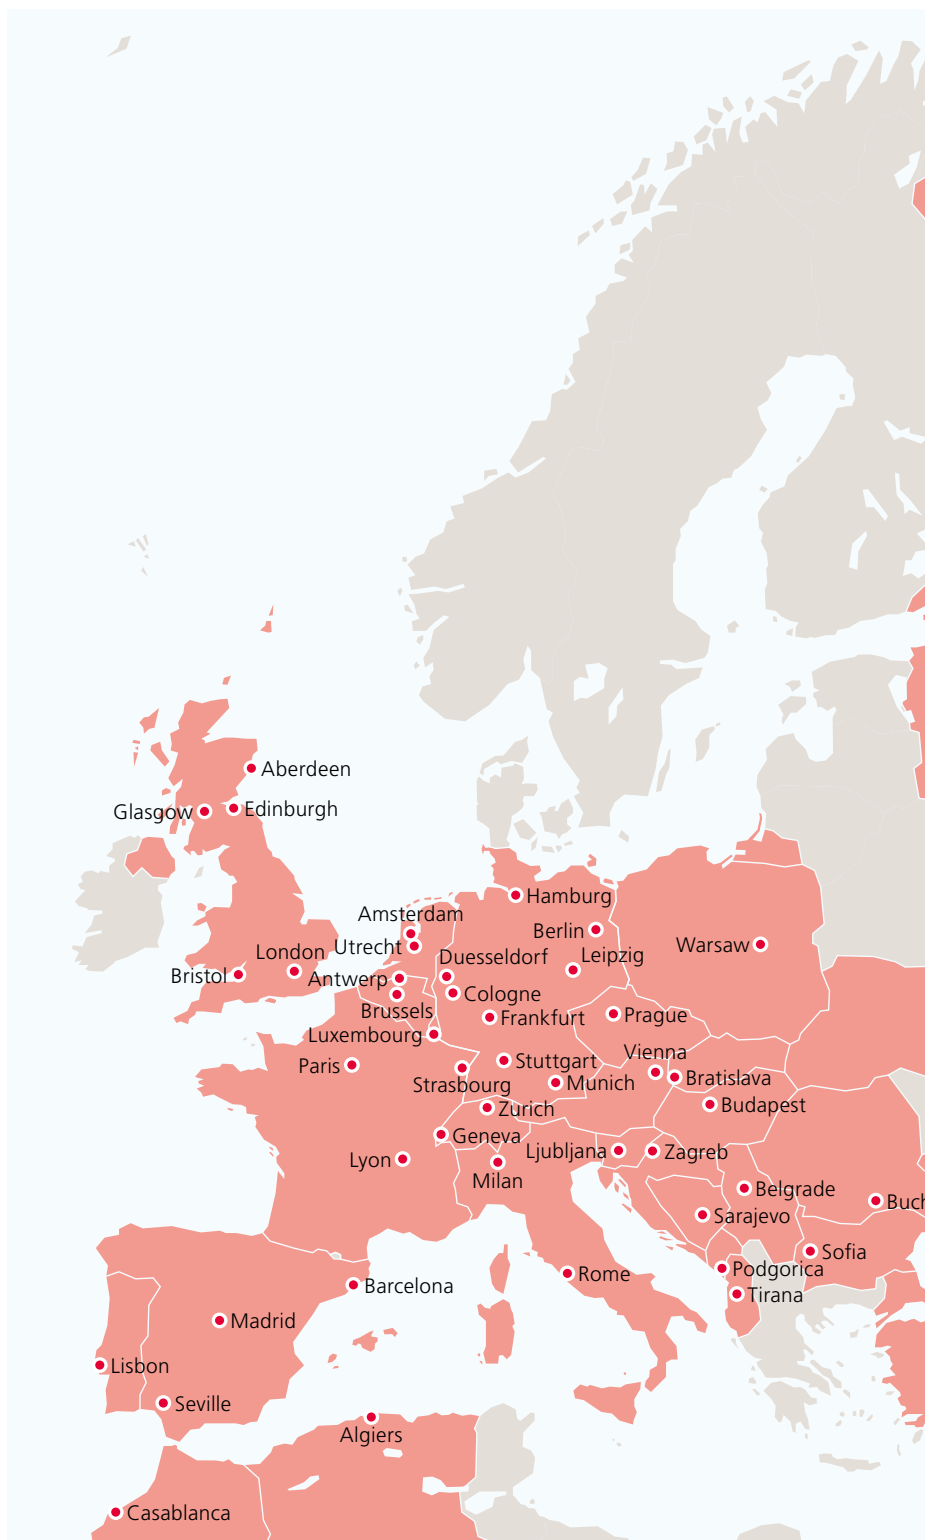 Aberdeen
Edinburgh
Glasgow
Hamburg
Amsterdam
Berlin
Warsaw
Utrecht
London
Leipzig
Duesseldorf
Bristol
Antwerp
Cologne
Brussels
Frankfurt
Prague
Luxembourg
Vienna
Stuttgart
Paris
Bratislava
Strasbourg
Munich
Budapest
Zurich
Geneva
Ljubljana
Zagreb
Lyon
Milan
Belgrade
Buch
Sarajevo
Sofia
Podgorica
Rome
Barcelona
Tirana
Madrid
Lisbon
Seville
Algiers
Casablanca